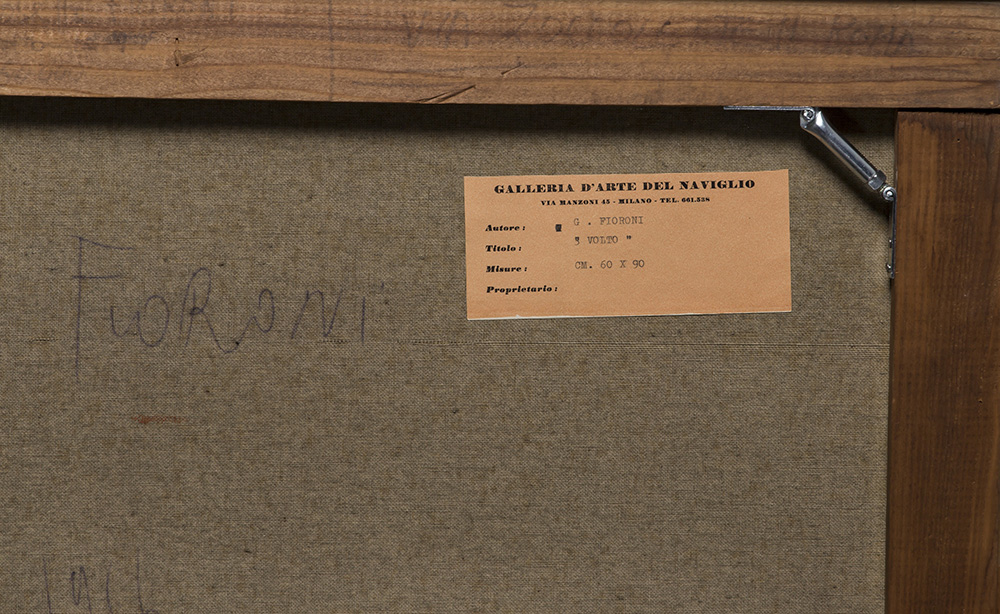 GALLERIA D'ARTE DEL NAVIGLIO
VIA MANZONI 45 - MILANO - TEL. 661.538
Autore: G . FIORONI
Titolo: " VOLTO "
Misure: CM. 60 X 90
Proprietario:
FIORONI